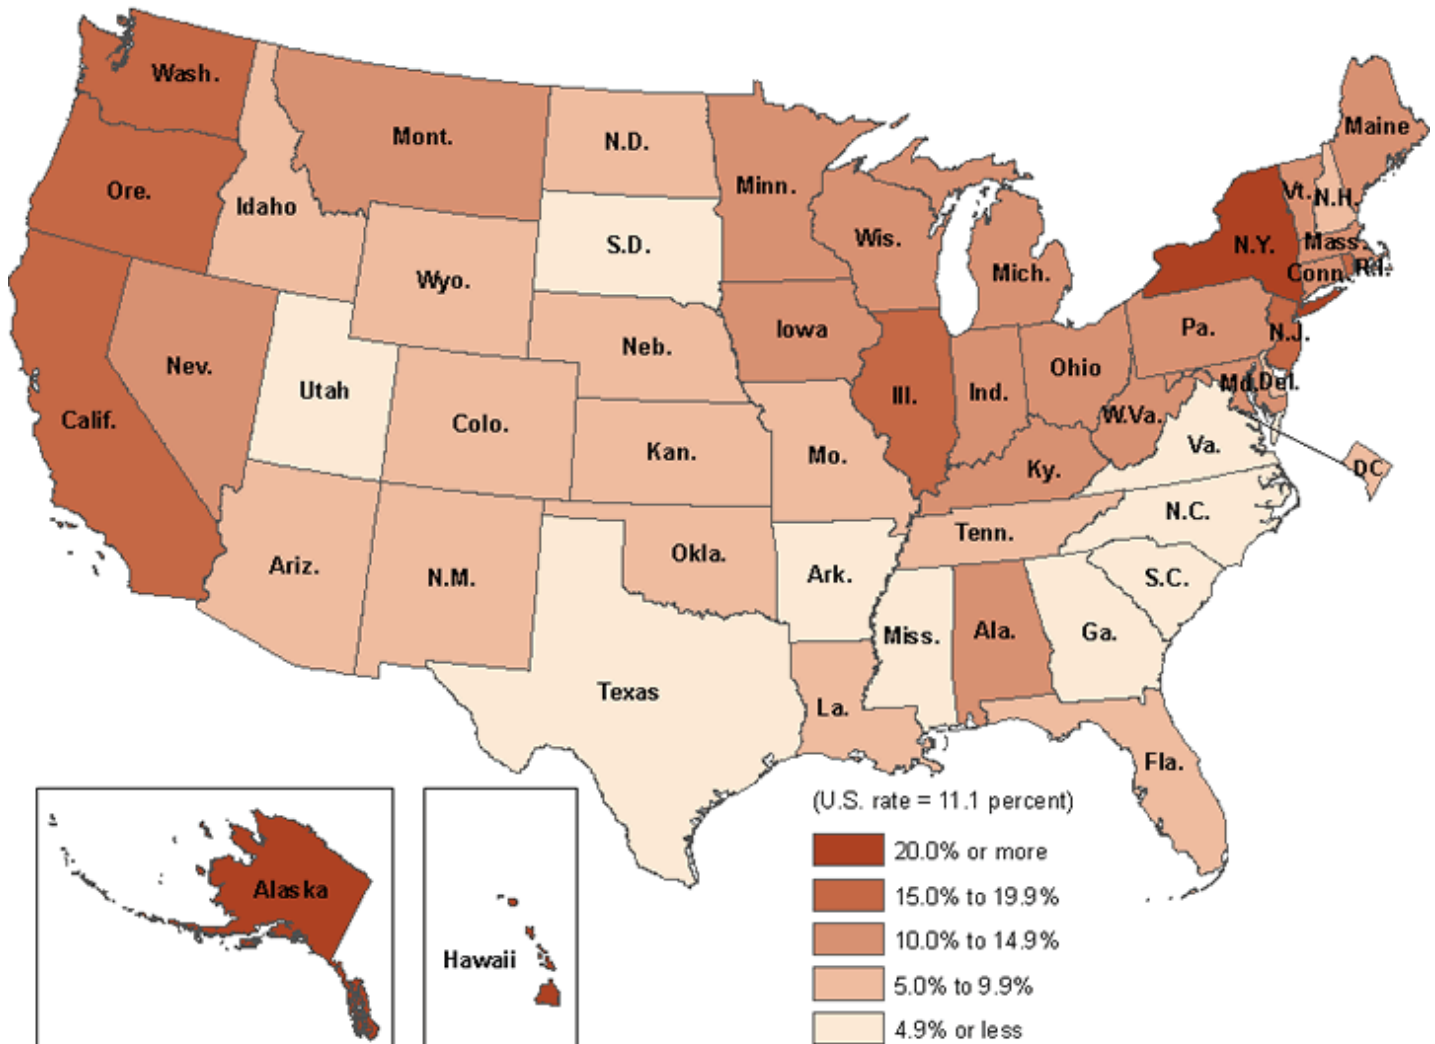 Wash.
Maine
Mont.
N.D.
Minn.
Ore.
Vt.
N.H.
Idaho
Wis.
Mass.
S.D.
N.Y.
R.I.
Conn.
Mich.
Wyo.
Iowa
Pa.
N.J.
Neb.
Nev.
Ohio
Md.
Del.
Utah
Ill.
Ind.
Calif.
Colo.
W.Va.
Va.
Kan.
Mo.
Ky.
DC
N.C.
Tenn.
Okla.
Ariz.
N.M.
Ark.
S.C.
Miss.
Ala.
Ga.
Texas
La.
Fla.
(U.S. rate = 11.1 percent)
20.0% or more
Alaska
15.0% to 19.9%
10.0% to 14.9%
Hawaii
5.0% to 9.9%
4.9% or less